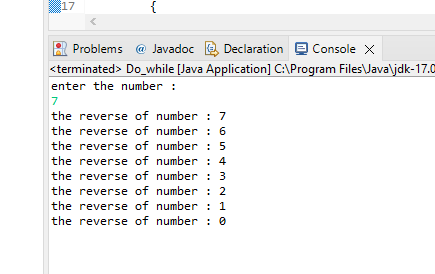 17 {
Problems @ Javadoc Declaration Console
<terminated> Do_while [Java Application] C:\Program Files\Java\jdk-17.0
enter the number :
7
the reverse of number : 7
the reverse of number : 6
the reverse of number : 5
the reverse of number : 4
the reverse of number : 3
the reverse of number : 2
the reverse of number : 1
the reverse of number : 0